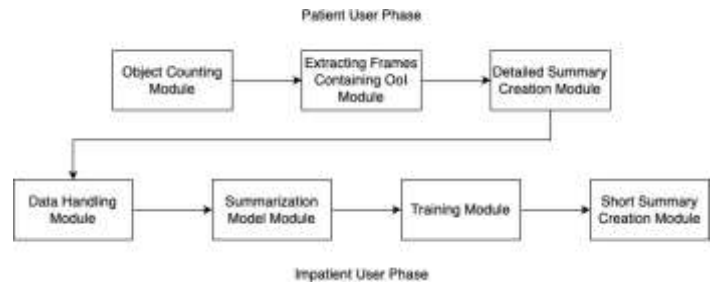 Patient User Phase
Object Counting
Module
Extracting Frames
Containing OoI
Module
Detailed Summary
Creation Module
Data Handling
Module
Summarization
Model Module
Training Module
Short Summary
Creation Module
Impatient User Phase